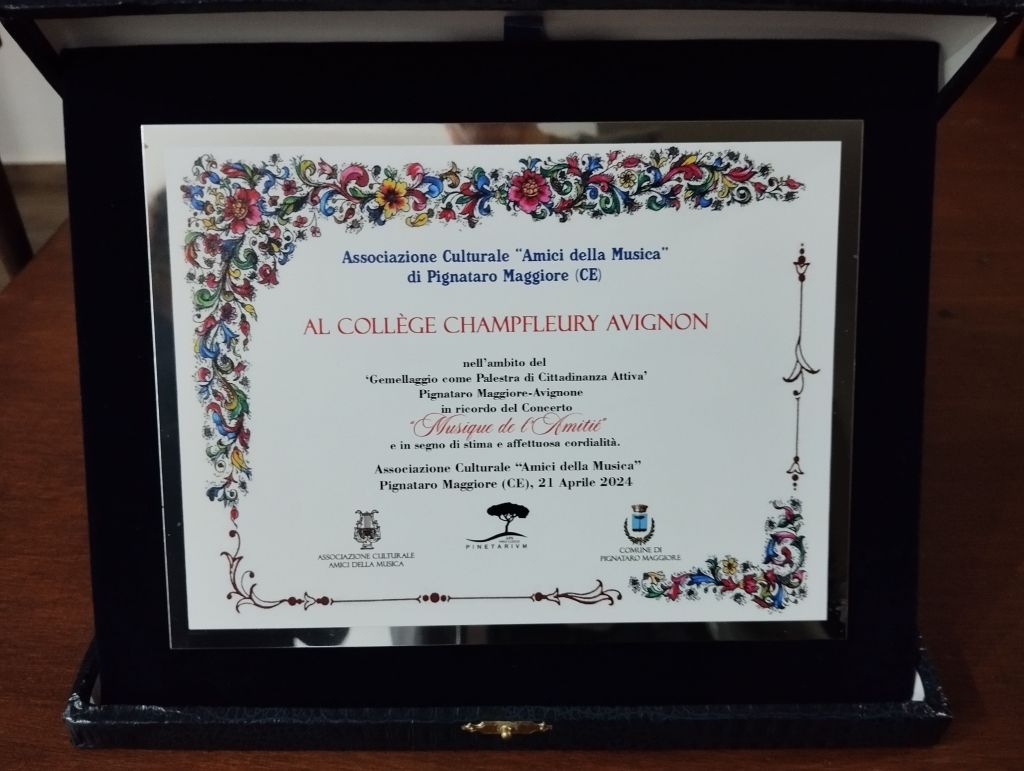 Associazione Culturale "Amici della Musica"
di Pignataro Maggiore (CE)
AL COLLÈGE CHAMPFLEURY AVIGNON
nell'ambito del
'Gemellaggio come Palestra di Cittadinanza Attiva'
Pignataro Maggiore-Avignone
in ricordo del Concerto
"Musique de l'Amitié"
e in segno di stima e affettuosa cordialità.
Associazione Culturale "Amici della Musica"
Pignataro Maggiore (CE), 21 Aprile 2024
ASSOCIAZIONE CULTURALE
AMICI DELLA MUSICA
PINETARIVM
COMUNE DI
PIGNATARO MAGGIORE